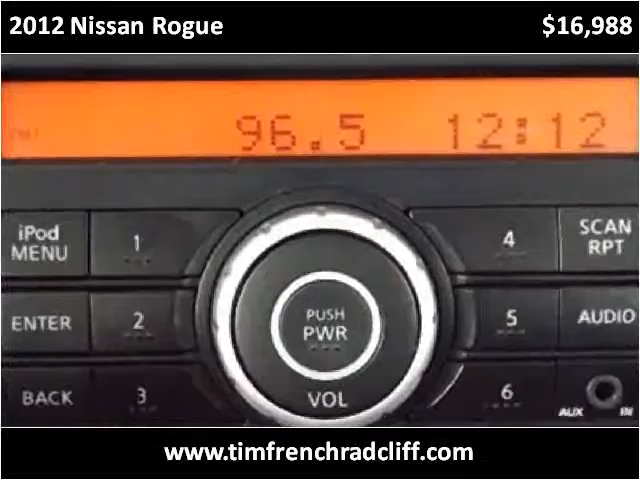 2012 Nissan Rogue $16,988
96.5 12:12
iPod MENU 1 4 SCAN RPT
ENTER 2 PUSH PWR 5 AUDIO
BACK 3 VOL 6 AUX
www.timfrenchradcliff.com